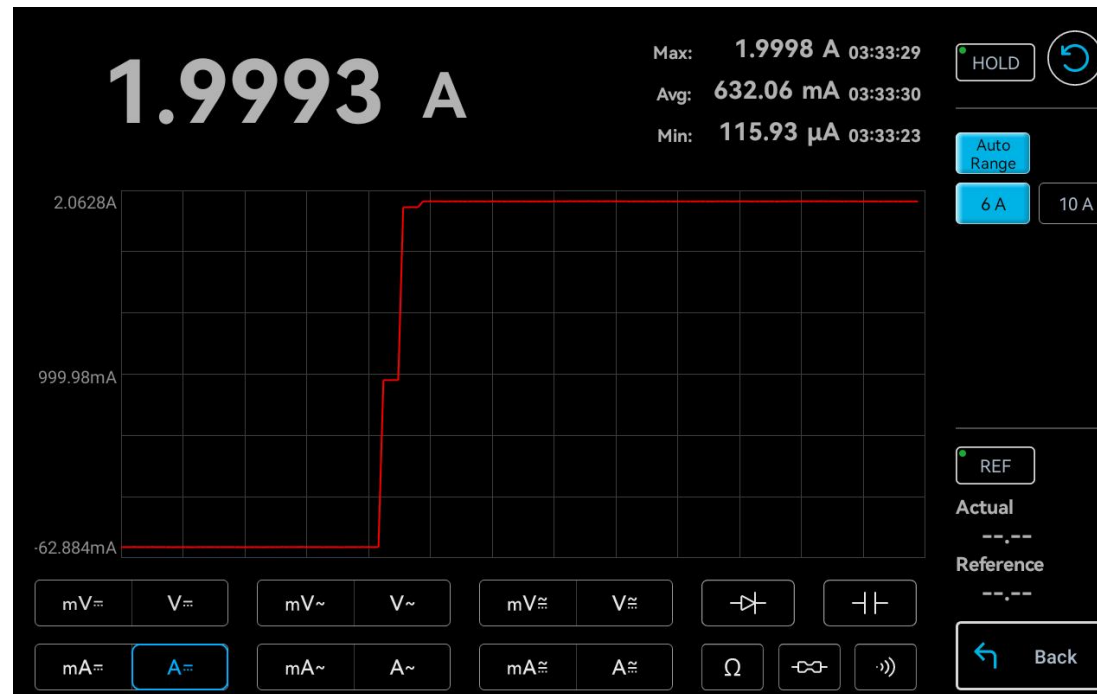 1.9993 A
Max: 1.9998 A 03:33:29
Avg: 632.06 mA 03:33:30
Min: 115.93 µA 03:33:23
HOLD
Auto
Range
6 A 10 A
2.0628A
999.98mA
-62.884mA
REF
Actual
--.--
Reference
--.--
mV⎓ V⎓ mV~ V~ mV≅ V≅
mA⎓ A⎓ mA~ A~ mA≅ A≅ Ω
Back